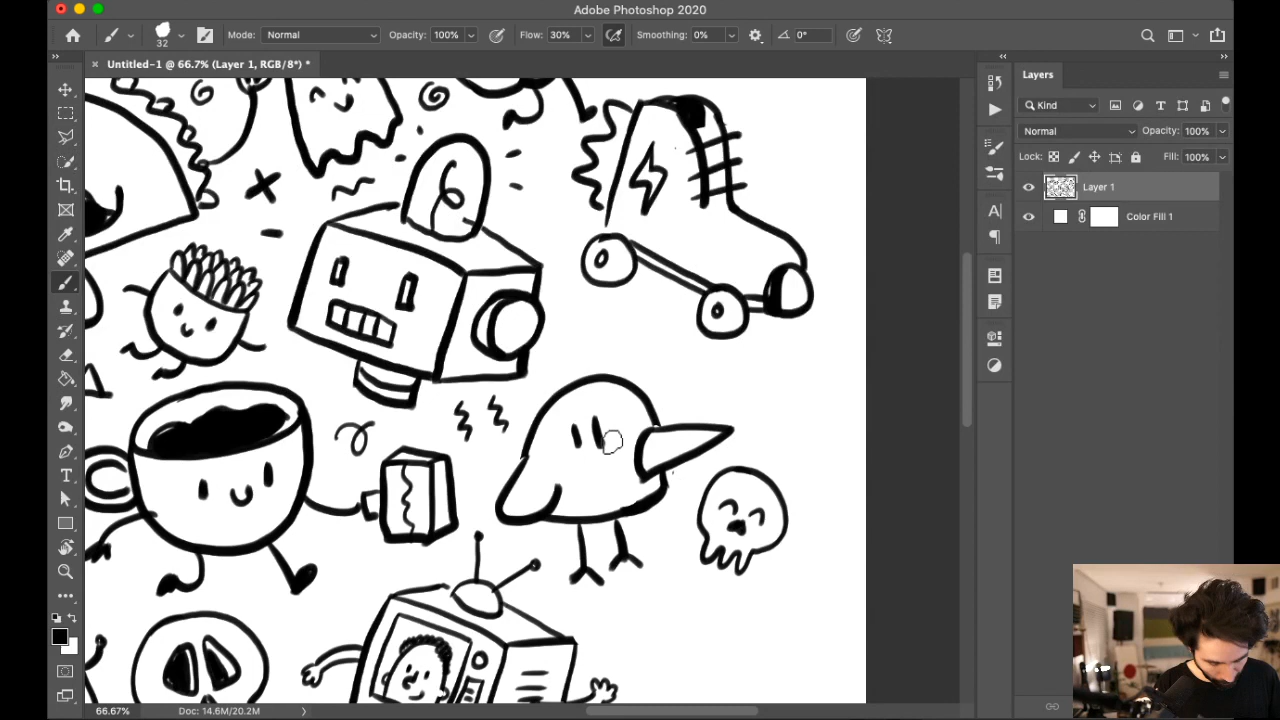 Adobe Photoshop 2020
32
Mode: Normal
Opacity: 100%
Flow: 30%
Smoothing: 0%
0°
Untitled-1 @ 66.7% (Layer 1, RGB/8*) *
Layers
Kind
Normal
Opacity: 100%
Lock:
Fill: 100%
Layer 1
Color Fill 1
66.67%
Doc: 14.6M/20.2M